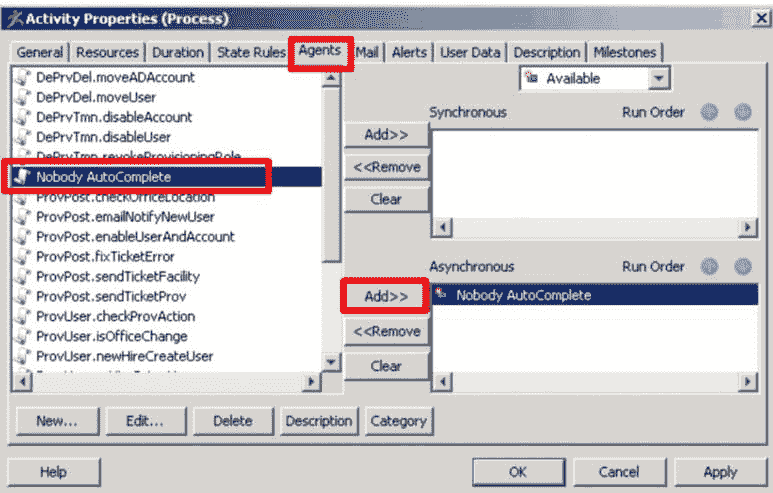 Activity Properties (Process)
General Resources Duration State Rules Agents Mail Alerts User Data Description Milestones
DePrvDel.moveADAccount
DePrvDel.moveUser
DePrvTmn.disableAccount
DePrvTmn.disableUser
DePrvTmn.revokeProvisioningRole
Nobody AutoComplete
ProvPost.checkOfficeLocation
ProvPost.emailNotifyNewUser
ProvPost.enableUserAndAccount
ProvPost.fixTicketError
ProvPost.sendTicketFacility
ProvPost.sendTicketProv
ProvUser.checkProvAction
ProvUser.isOfficeChange
ProvUser.newHireCreateUser
Available
Synchronous Run Order
Add>>
<<Remove
Clear
Asynchronous Run Order
Add>>
Nobody AutoComplete
<<Remove
Clear
New... Edit... Delete Description Category
Help OK Cancel Apply